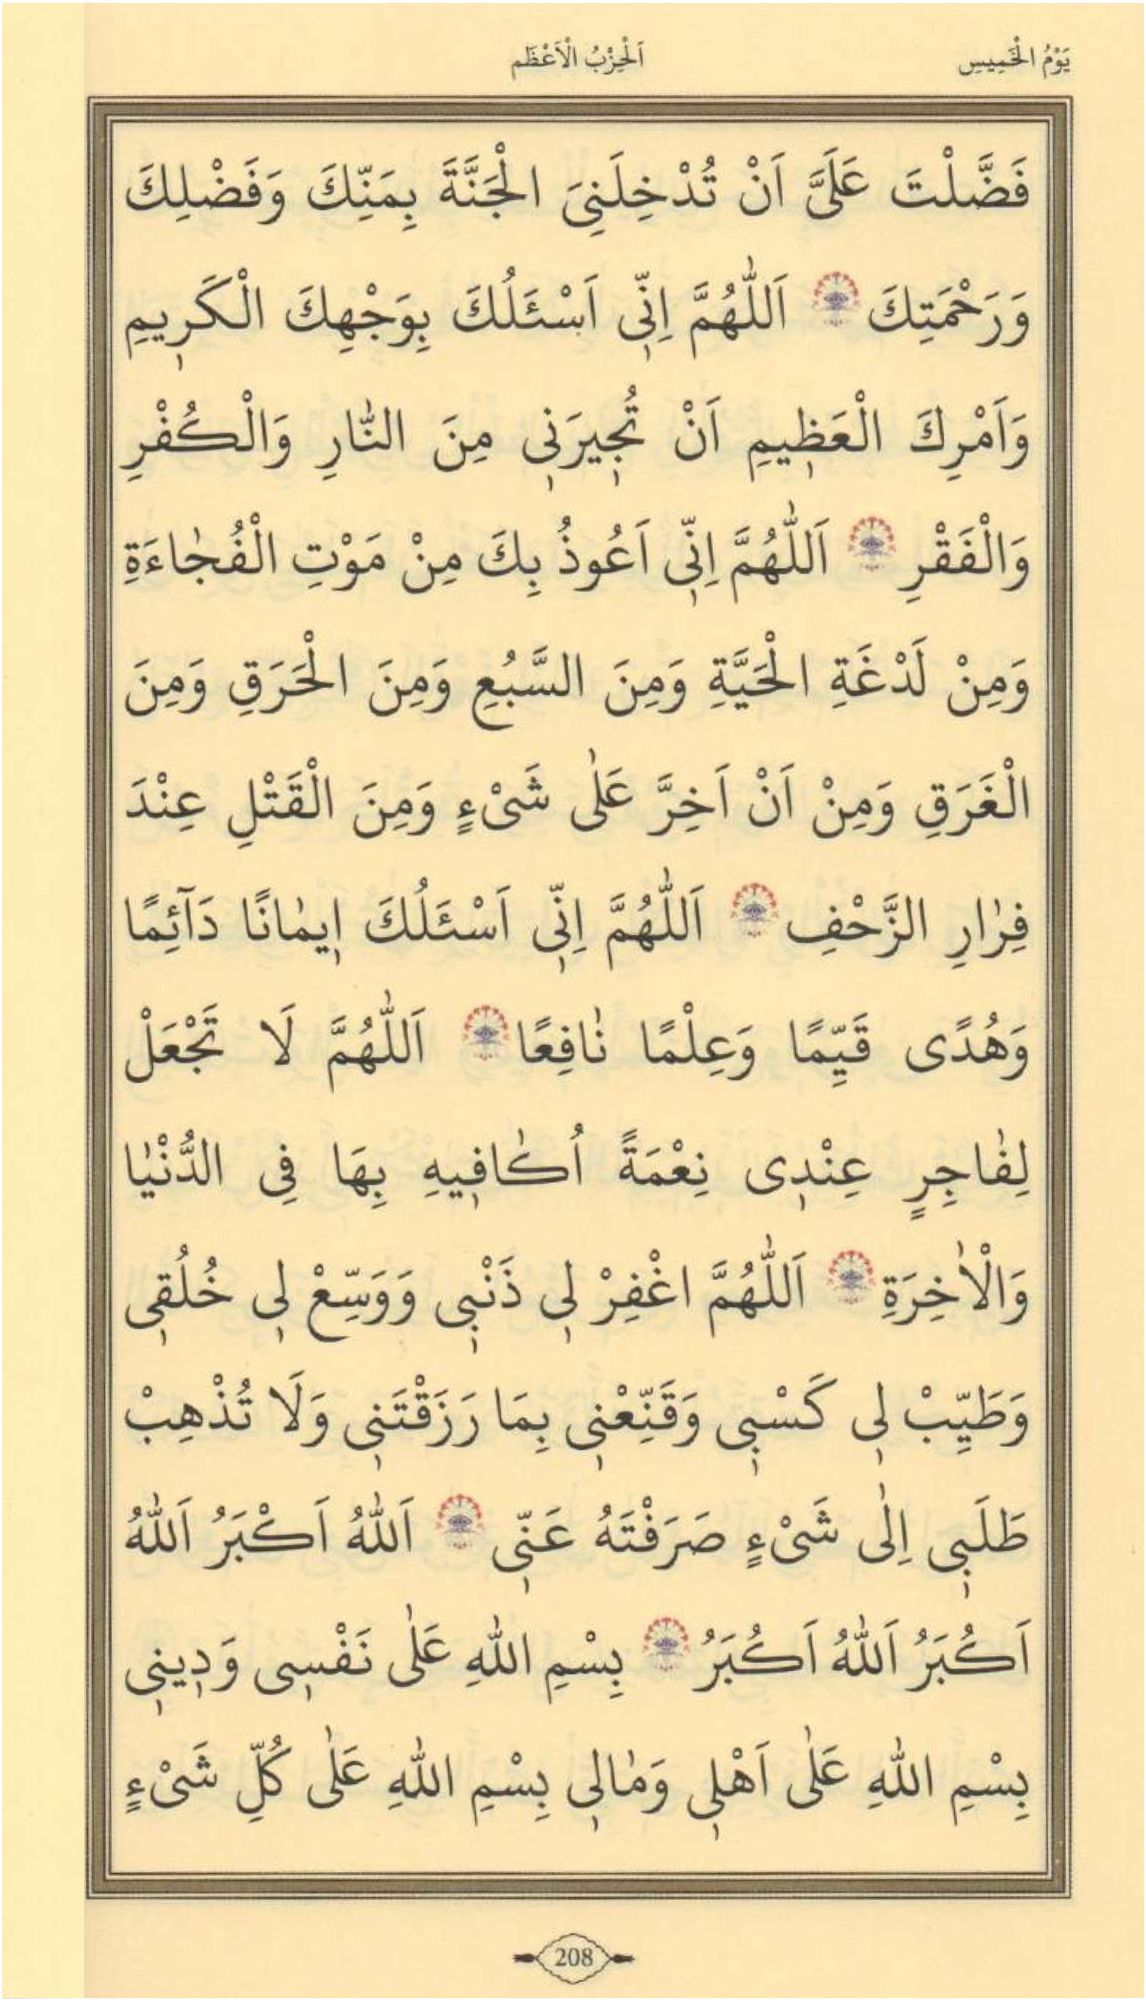 يَوْمُ الْخَمِيسِ
اَلْحِزْبُ الْاَعْظَم
فَضَّلْتَ عَلَيَّ اَنْ تُدْخِلَنِيَ الْجَنَّةَ بِمَنِّكَ وَفَضْلِكَ
وَرَحْمَتِكَ اَللّٰهُمَّ اِنّ۪ى اَسْئَلُكَ بِوَجْهِكَ الْكَر۪يمِ
وَاَمْرِكَ الْعَظ۪يمِ اَنْ تُج۪يرَن۪ى مِنَ النَّارِ وَالْكُفْرِ
وَالْفَقْرِ اَللّٰهُمَّ اِنّ۪ى اَعُوذُ بِكَ مِنْ مَوْتِ الْفُجٰاءَةِ
وَمِنْ لَدْغَةِ الْحَيَّةِ وَمِنَ السَّبُعِ وَمِنَ الْحَرَقِ وَمِنَ
الْغَرَقِ وَمِنْ اَنْ اَخِرَّ عَلٰى شَىْءٍ وَمِنَ الْقَتْلِ عِنْدَ
فِرٰارِ الزَّحْفِ اَللّٰهُمَّ اِنّ۪ى اَسْئَلُكَ ا۪يمٰانًا دَآئِمًا
وَهُدًى قَيِّمًا وَعِلْمًا نٰافِعًا اَللّٰهُمَّ لَا تَجْعَلْ
لِفٰاجِرٍ عِنْد۪ى نِعْمَةً اُكٰاف۪يهِ بِهَا فِى الدُّنْيٰا
وَالْاٰخِرَةِ اَللّٰهُمَّ اغْفِرْ ل۪ى ذَنْب۪ى وَوَسِّعْ ل۪ى خُلُق۪ى
وَطَيِّبْ ل۪ى كَسْب۪ى وَقَنِّعْن۪ى بِمَا رَزَقْتَن۪ى وَلَا تُذْهِبْ
طَلَب۪ى اِلٰى شَىْءٍ صَرَفْتَهُ عَنّ۪ى اَللّٰهُ اَكْبَرُ اَللّٰهُ
اَكْبَرُ اَللّٰهُ اَكْبَرُ بِسْمِ اللّٰهِ عَلٰى نَفْس۪ى وَد۪ين۪ى
بِسْمِ اللّٰهِ عَلٰى اَهْل۪ى وَمٰال۪ى بِسْمِ اللّٰهِ عَلٰى كُلِّ شَىْءٍ
208